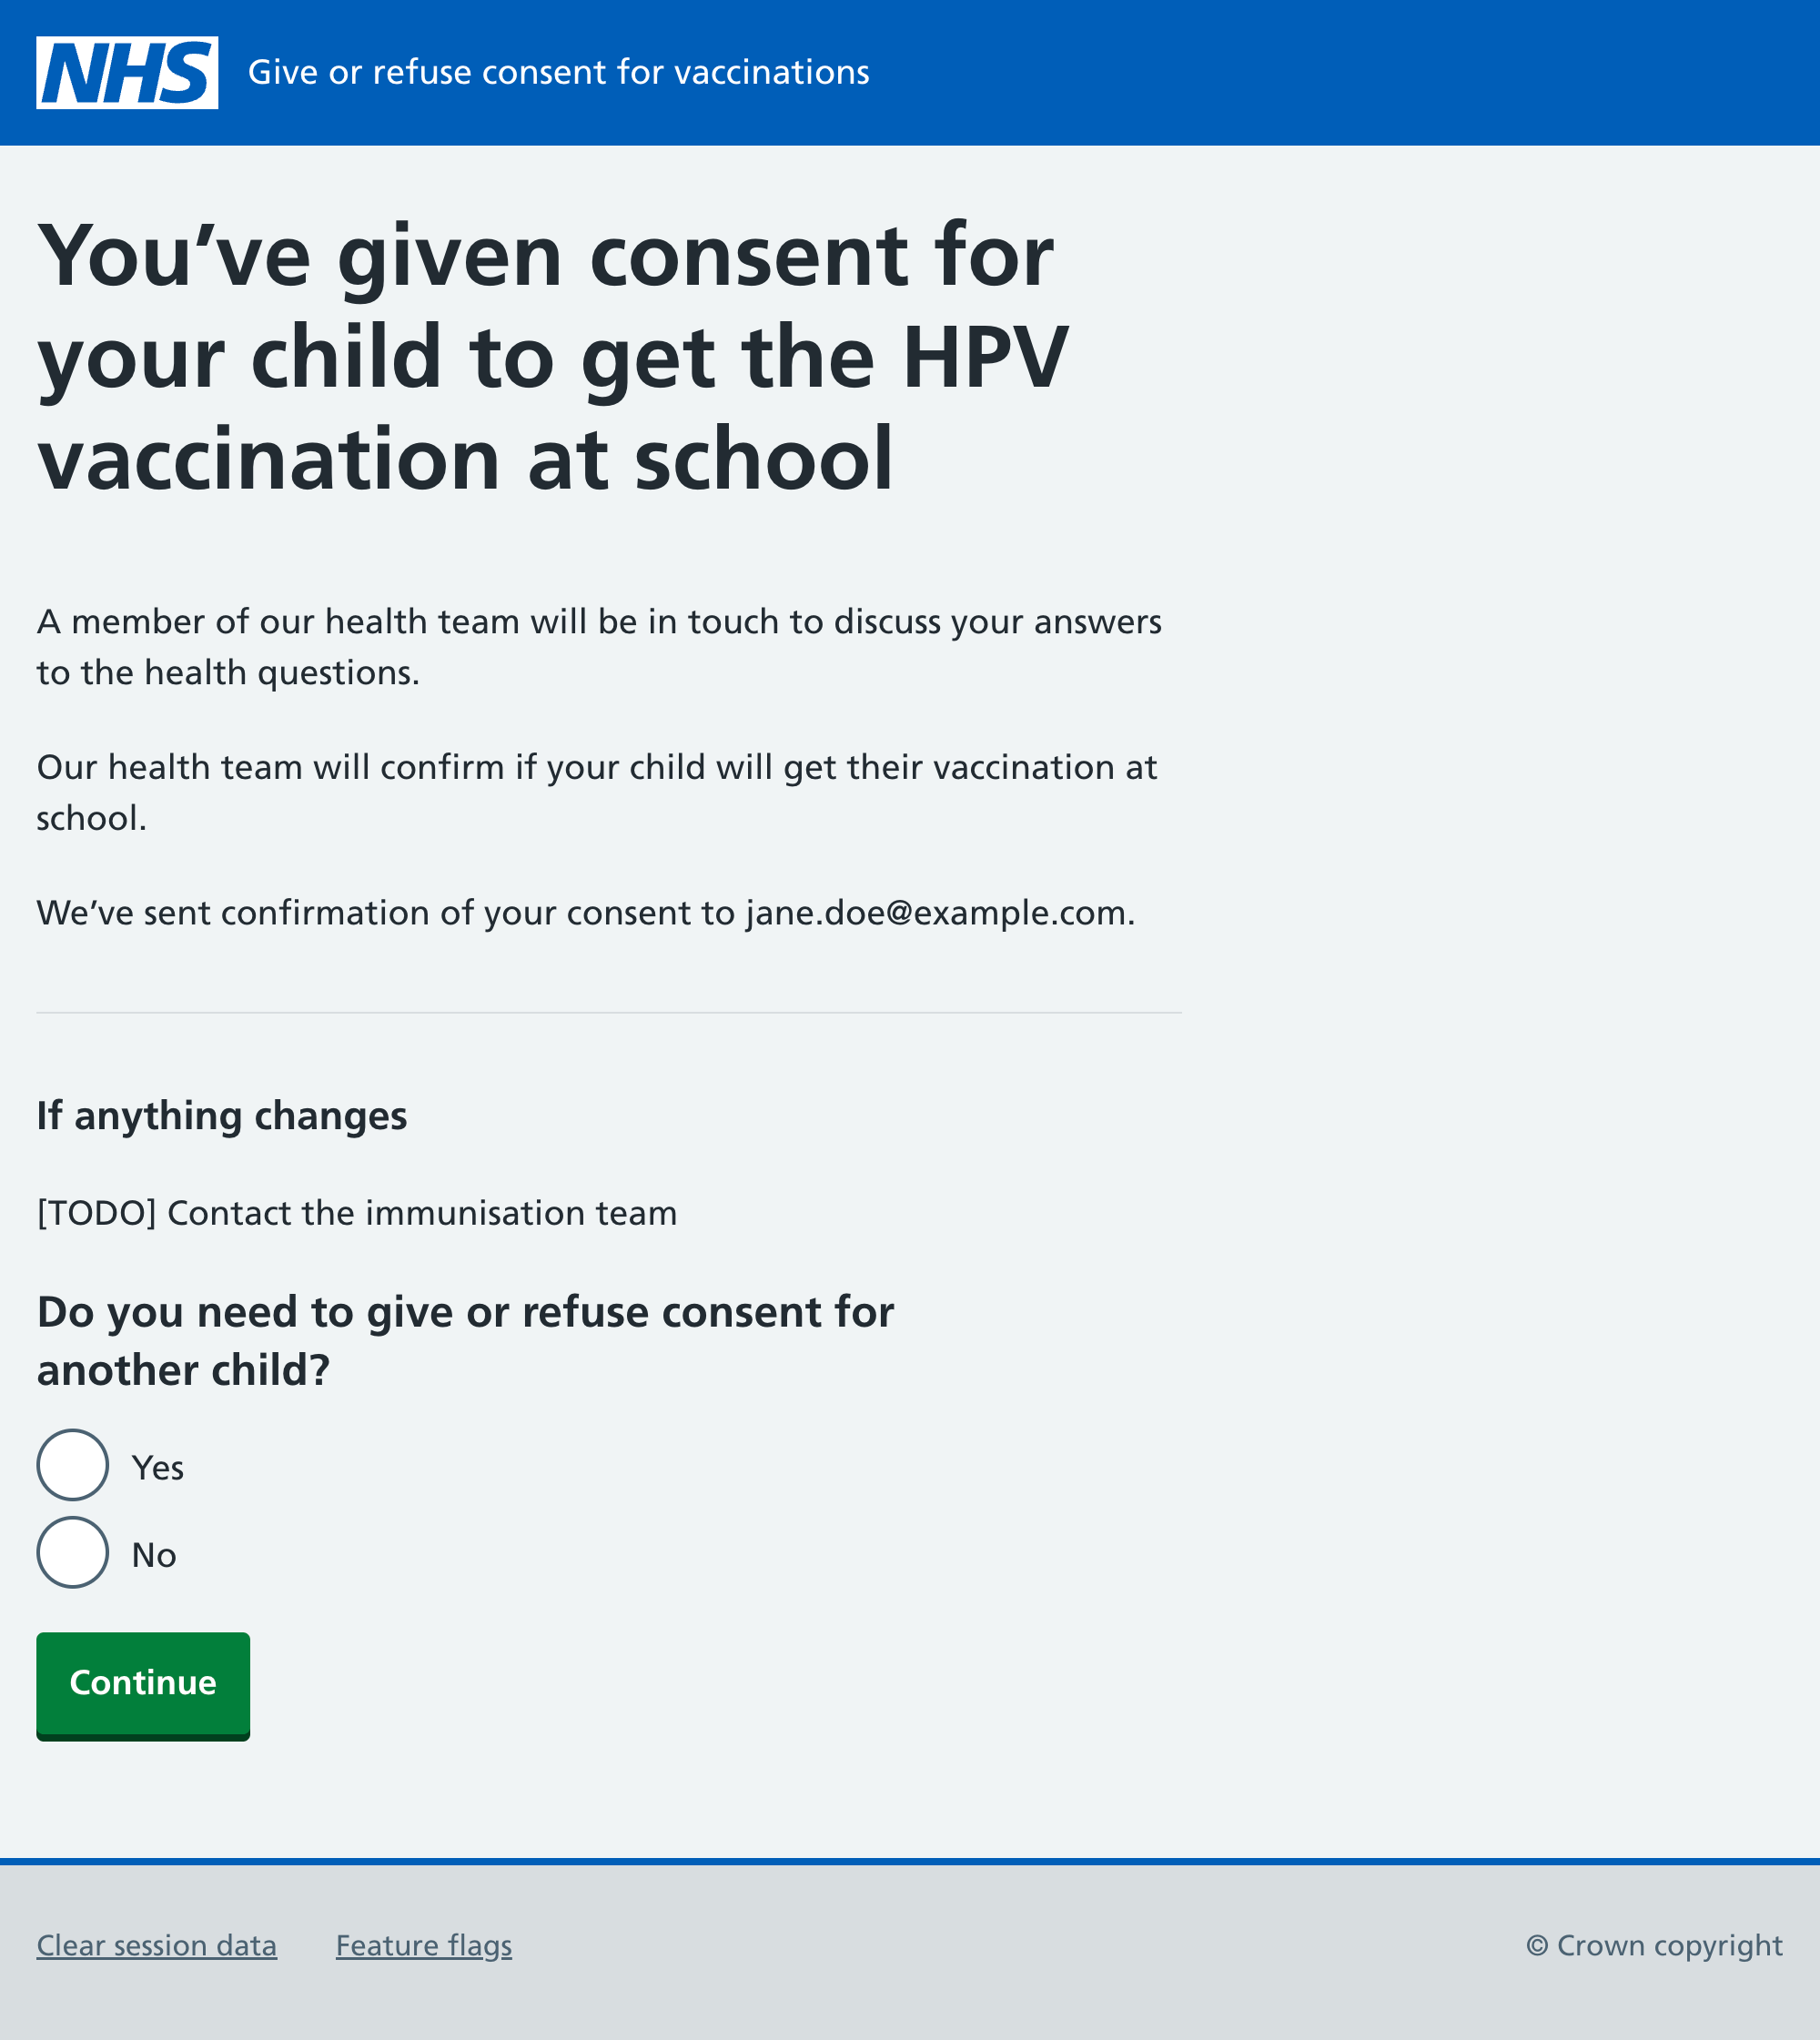 NHS Give or refuse consent for vaccinations
You’ve given consent for
your child to get the HPV
vaccination at school
A member of our health team will be in touch to discuss your answers
to the health questions.
Our health team will confirm if your child will get their vaccination at
school.
We’ve sent confirmation of your consent to jane.doe@example.com.
If anything changes
[TODO] Contact the immunisation team
Do you need to give or refuse consent for
another child?
Yes
No
Continue
Clear session data Feature flags © Crown copyright